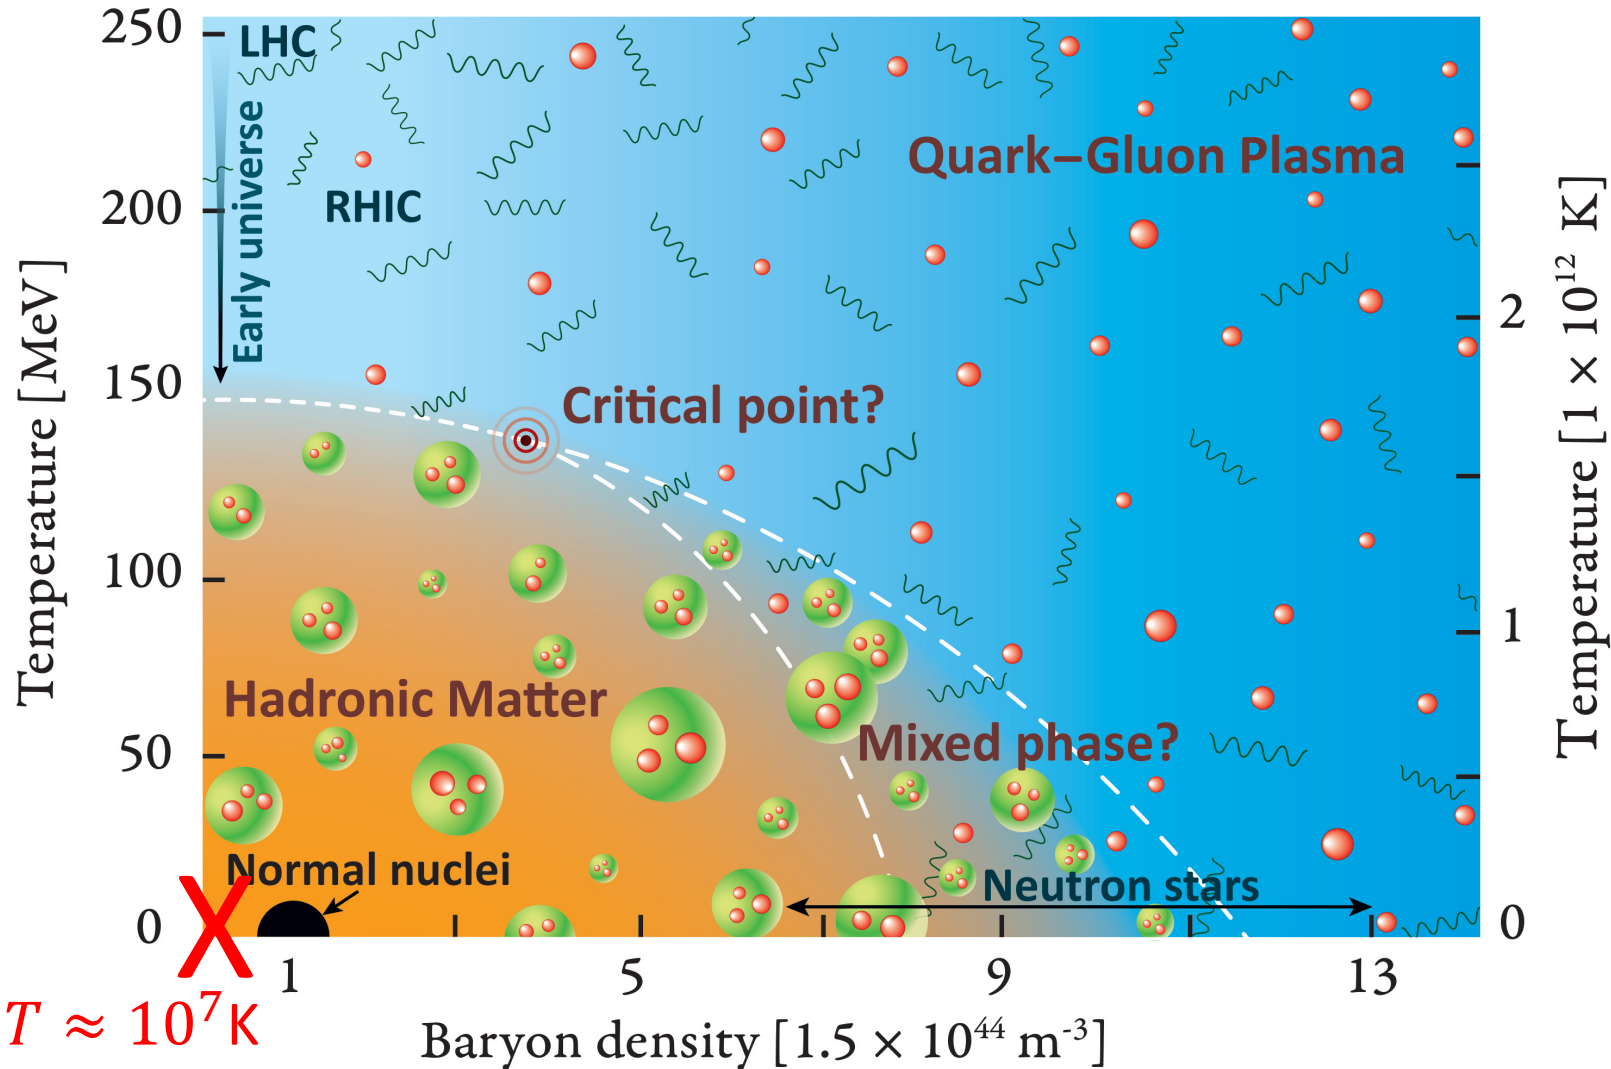 250
LHC
Early universe
Quark–Gluon Plasma
200
RHIC
Temperature [MeV]
Temperature [1 × 10¹² K]
2
150
Critical point?
100
1
Hadronic Matter
50
Mixed phase?
Normal nuclei
Neutron stars
0
X
0
1
5
9
13
T ≈ 10⁷K
Baryon density [1.5 × 10⁴⁴ m⁻³]